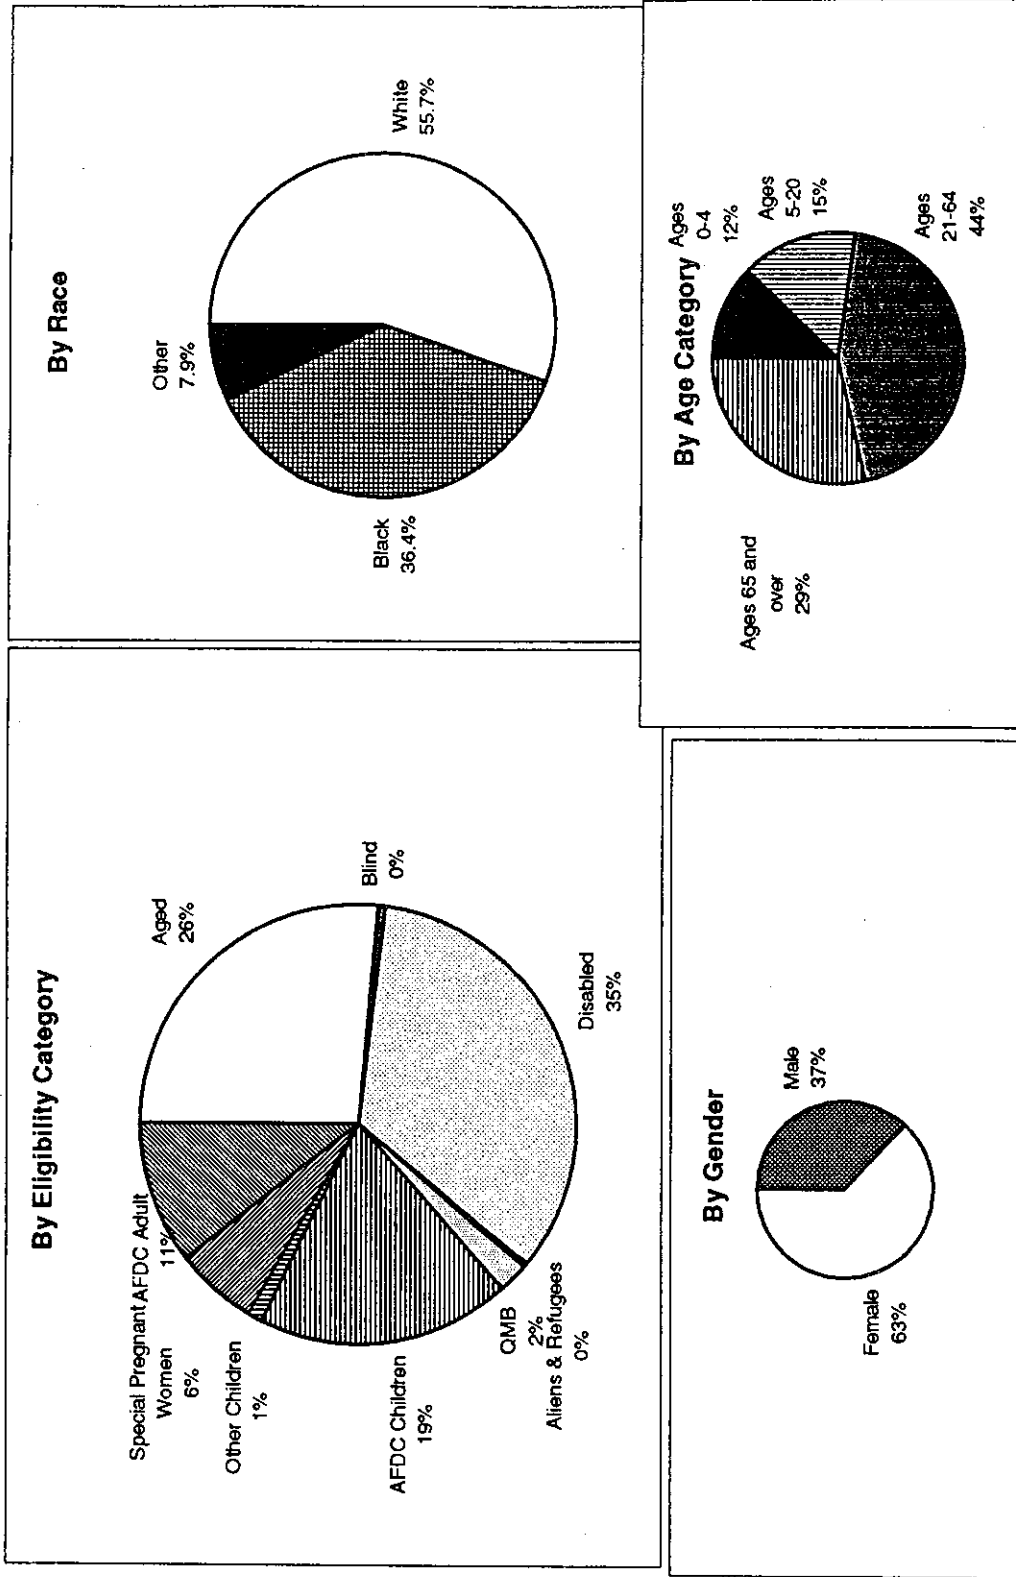 By Eligibility Category
Aged
26%
Blind
0%
Disabled
35%
Aliens & Refugees
0%
QMB
2%
AFDC Children
19%
Other Children
1%
Special Pregnant
Women
6%
AFDC Adult
11%
By Race
White
55.7%
Black
36.4%
Other
7.9%
By Gender
Male
37%
Female
63%
By Age Category
Ages
0-4
12%
Ages
5-20
15%
Ages
21-64
44%
Ages 65 and
over
29%